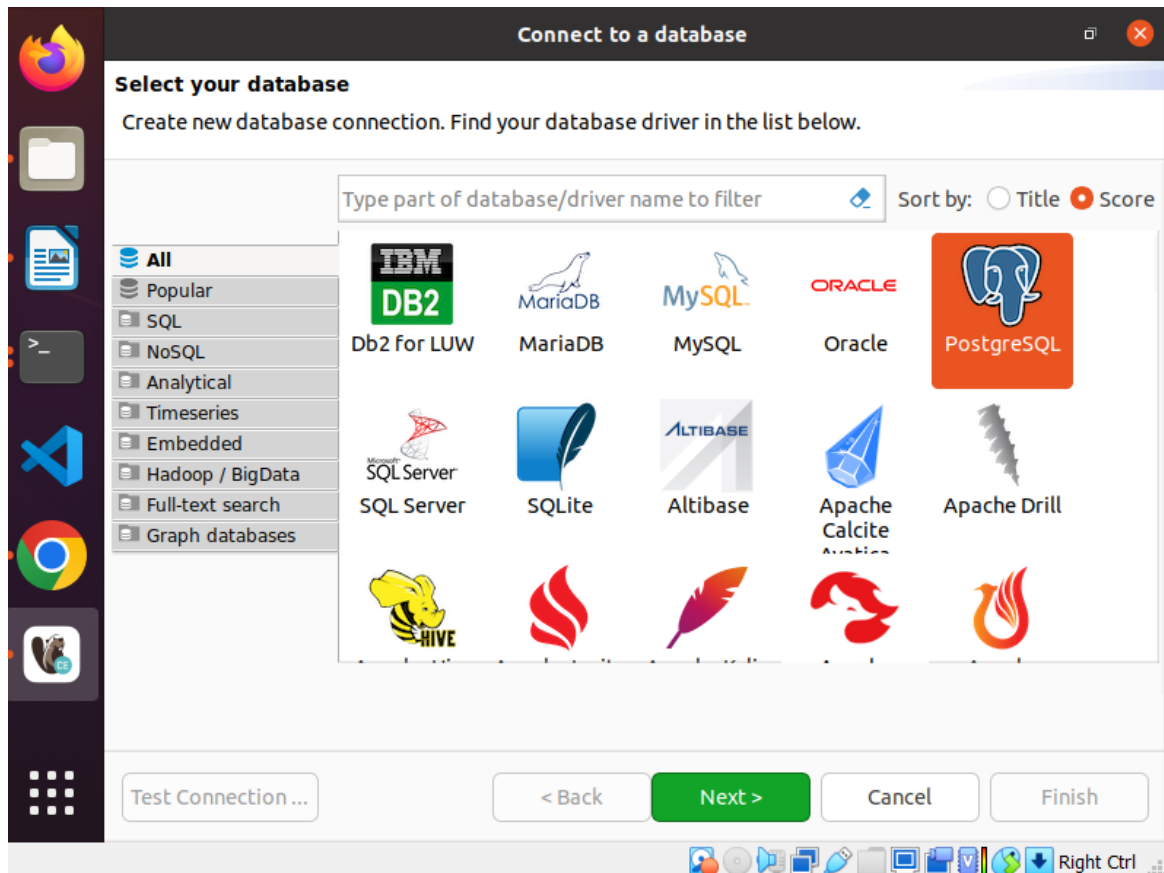 Connect to a database
Select your database
Create new database connection. Find your database driver in the list below.
Type part of database/driver name to filter
Sort by: Title Score
All
Popular
SQL
NoSQL
Analytical
Timeseries
Embedded
Hadoop / BigData
Full-text search
Graph databases
IBM
DB2
MariaDB
MySQL
ORACLE
Db2 for LUW
MariaDB
MySQL
Oracle
PostgreSQL
Microsoft
SQL Server
ALTIBASE
SQL Server
SQLite
Altibase
Apache Calcite
Apache Drill
HIVE
>_
CE
Test Connection ...
< Back
Next >
Cancel
Finish
V
Right Ctrl